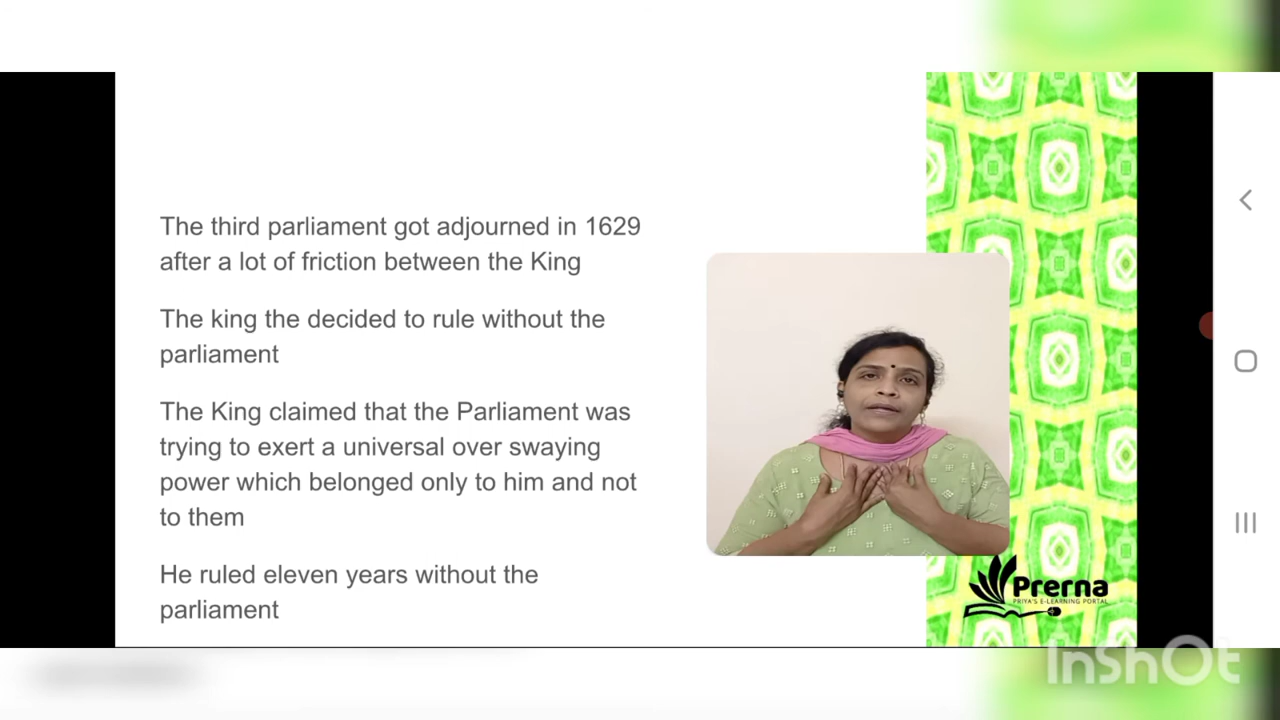 The third parliament got adjourned in 1629
after a lot of friction between the King
The king the decided to rule without the
parliament
The King claimed that the Parliament was
trying to exert a universal over swaying
power which belonged only to him and not
to them
He ruled eleven years without the
parliament
Prerna
PRIYA'S E-LEARNING PORTAL
InShOt